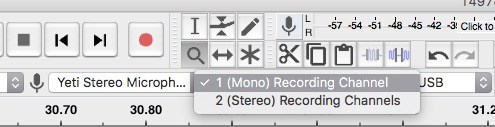 L -57 -54 -51 -48 -45 -42 Click to
R
Yeti Stereo Microph... ✓ 1 (Mono) Recording Channel USB
2 (Stereo) Recording Channels
30.70 30.80 31.2